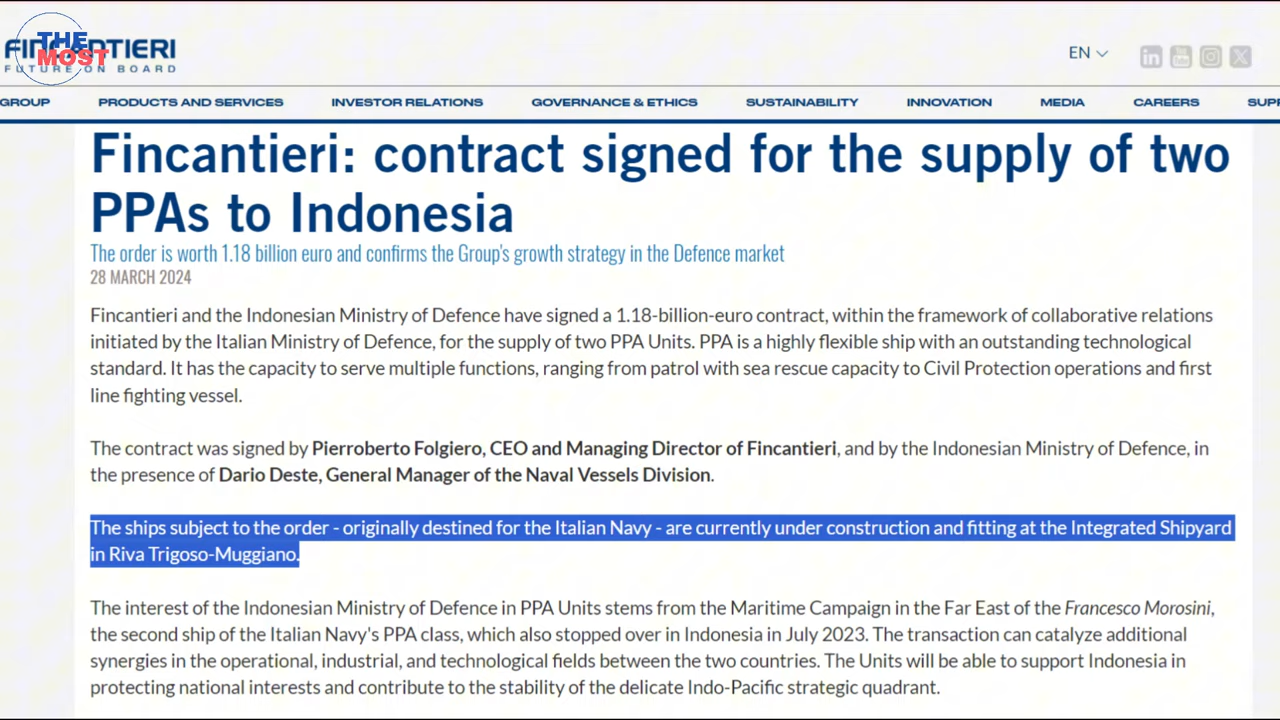 THE
MOST
FINCANTIERI
FUTURE ON BOARD
EN
GROUP PRODUCTS AND SERVICES INVESTOR RELATIONS GOVERNANCE & ETHICS SUSTAINABILITY INNOVATION MEDIA CAREERS SUPP
Fincantieri: contract signed for the supply of two
PPAs to Indonesia
The order is worth 1.18 billion euro and confirms the Group's growth strategy in the Defence market
28 MARCH 2024
Fincantieri and the Indonesian Ministry of Defence have signed a 1.18-billion-euro contract, within the framework of collaborative relations
initiated by the Italian Ministry of Defence, for the supply of two PPA Units. PPA is a highly flexible ship with an outstanding technological
standard. It has the capacity to serve multiple functions, ranging from patrol with sea rescue capacity to Civil Protection operations and first
line fighting vessel.
The contract was signed by Pierroberto Folgiero, CEO and Managing Director of Fincantieri, and by the Indonesian Ministry of Defence, in
the presence of Dario Deste, General Manager of the Naval Vessels Division.
The ships subject to the order - originally destined for the Italian Navy - are currently under construction and fitting at the Integrated Shipyard
in Riva Trigoso-Muggiano.
The interest of the Indonesian Ministry of Defence in PPA Units stems from the Maritime Campaign in the Far East of the Francesco Morosini,
the second ship of the Italian Navy's PPA class, which also stopped over in Indonesia in July 2023. The transaction can catalyze additional
synergies in the operational, industrial, and technological fields between the two countries. The Units will be able to support Indonesia in
protecting national interests and contribute to the stability of the delicate Indo-Pacific strategic quadrant.